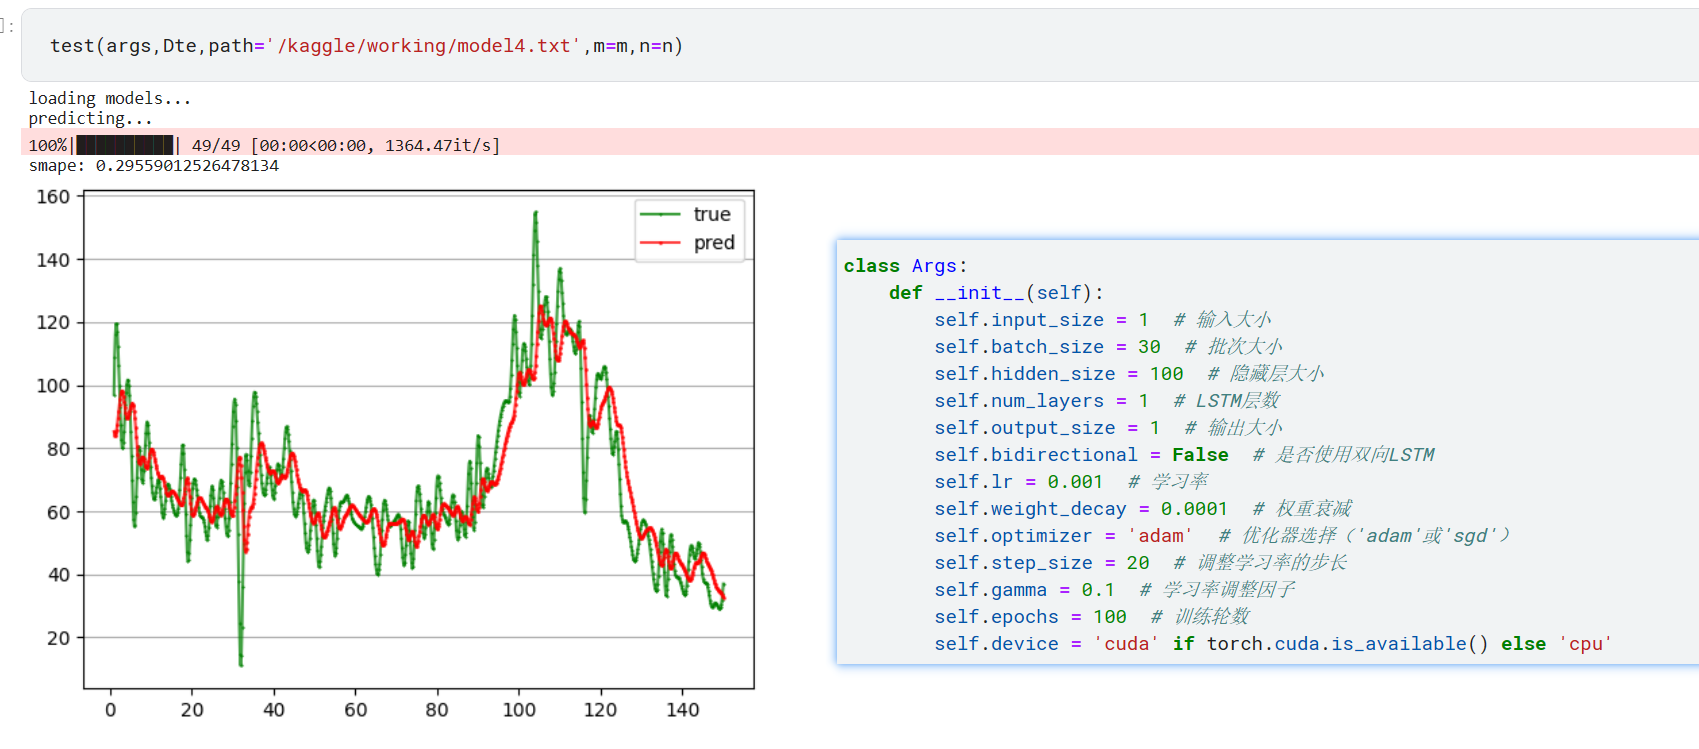 ]:
test(args,Dte,path='/kaggle/working/model4.txt',m=m,n=n)
loading models...
predicting...
100%|██████████| 49/49 [00:00<00:00, 1364.47it/s]
smape: 0.29559012526478134
160
140
120
100
80
60
40
20
0
20
40
60
80
100
120
140
true
pred
class Args:
def __init__(self):
self.input_size = 1 # 输入大小
self.batch_size = 30 # 批次大小
self.hidden_size = 100 # 隐藏层大小
self.num_layers = 1 # LSTM层数
self.output_size = 1 # 输出大小
self.bidirectional = False # 是否使用双向LSTM
self.lr = 0.001 # 学习率
self.weight_decay = 0.0001 # 权重衰减
self.optimizer = 'adam' # 优化器选择（'adam'或'sgd'）
self.step_size = 20 # 调整学习率的步长
self.gamma = 0.1 # 学习率调整因子
self.epochs = 100 # 训练轮数
self.device = 'cuda' if torch.cuda.is_available() else 'cpu'